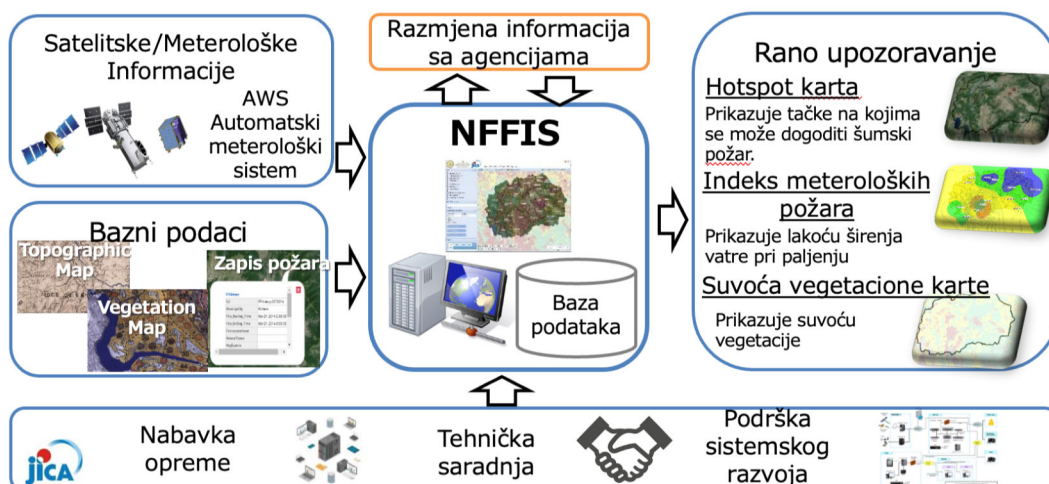 Satelitske/Meterološke
Informacije
AWS
Automatski
meterološki
sistem
Razmjena informacija
sa agencijama
NFFIS
Baza
podataka
Bazni podaci
Topographic
Map
Vegetation
Map
Zapis požara
Rano upozoravanje
Hotspot karta
Prikazuje tačke na kojima
se može dogoditi šumski
požar.
Indeks meteroloških
požara
Prikazuje lakoću širenja
vatre pri paljenju
Suvoća vegetacione karte
Prikazuje suvoću
vegetacije
jICA
Nabavka
opreme
Tehnička
saradnja
Podrška
sistemskog
razvoja